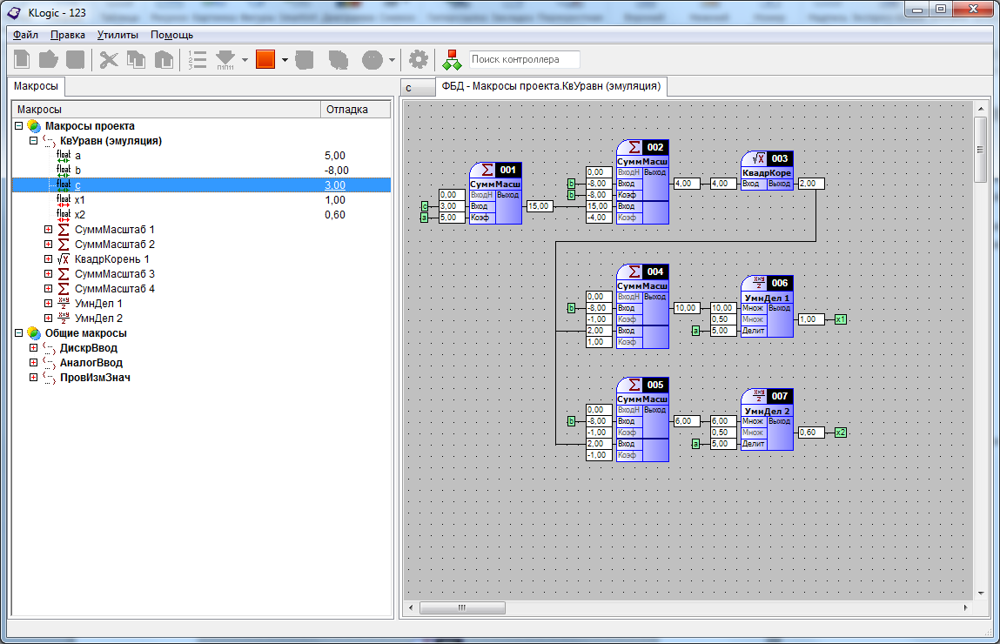 KLogic - 123
Файл Правка Утилиты Помощь
Поиск контроллера
Макросы
c ФБД - Макросы проекта.КвУравн (эмуляция)
Макросы Отладка
Макросы проекта
КвУравн (эмуляция)
float a 5,00
float b -8,00
float c 3,00
float x1 1,00
float x2 0,60
СуммМасштаб 1
СуммМасштаб 2
√X КвадрКорень 1
СуммМасштаб 3
СуммМасштаб 4
УмнДел 1
УмнДел 2
Общие макросы
ДискрВвод
АналогВвод
ПровИзмЗнач
Σ 001
СуммМасш
0,00 ВходН Выход
c 3,00 Вход 15,00
a 5,00 Коэф
Σ 002
СуммМасш
0,00 ВходН Выход
b -8,00 Вход 4,00
b -8,00 Коэф
15,00 Вход
-4,00 Коэф
√X 003
КвадрКоре
4,00 Вход Выход 2,00
Σ 004
СуммМасш
0,00 ВходН Выход
b -8,00 Вход 10,00
-1,00 Коэф
2,00 Вход
1,00 Коэф
006
УмнДел 1
10,00 Множ Выход
0,50 Множ 1,00 x1
a 5,00 Делит
Σ 005
СуммМасш
0,00 ВходН Выход
b -8,00 Вход 6,00
-1,00 Коэф
2,00 Вход
-1,00 Коэф
007
УмнДел 2
6,00 Множ Выход
0,50 Множ 0,60 x2
a 5,00 Делит